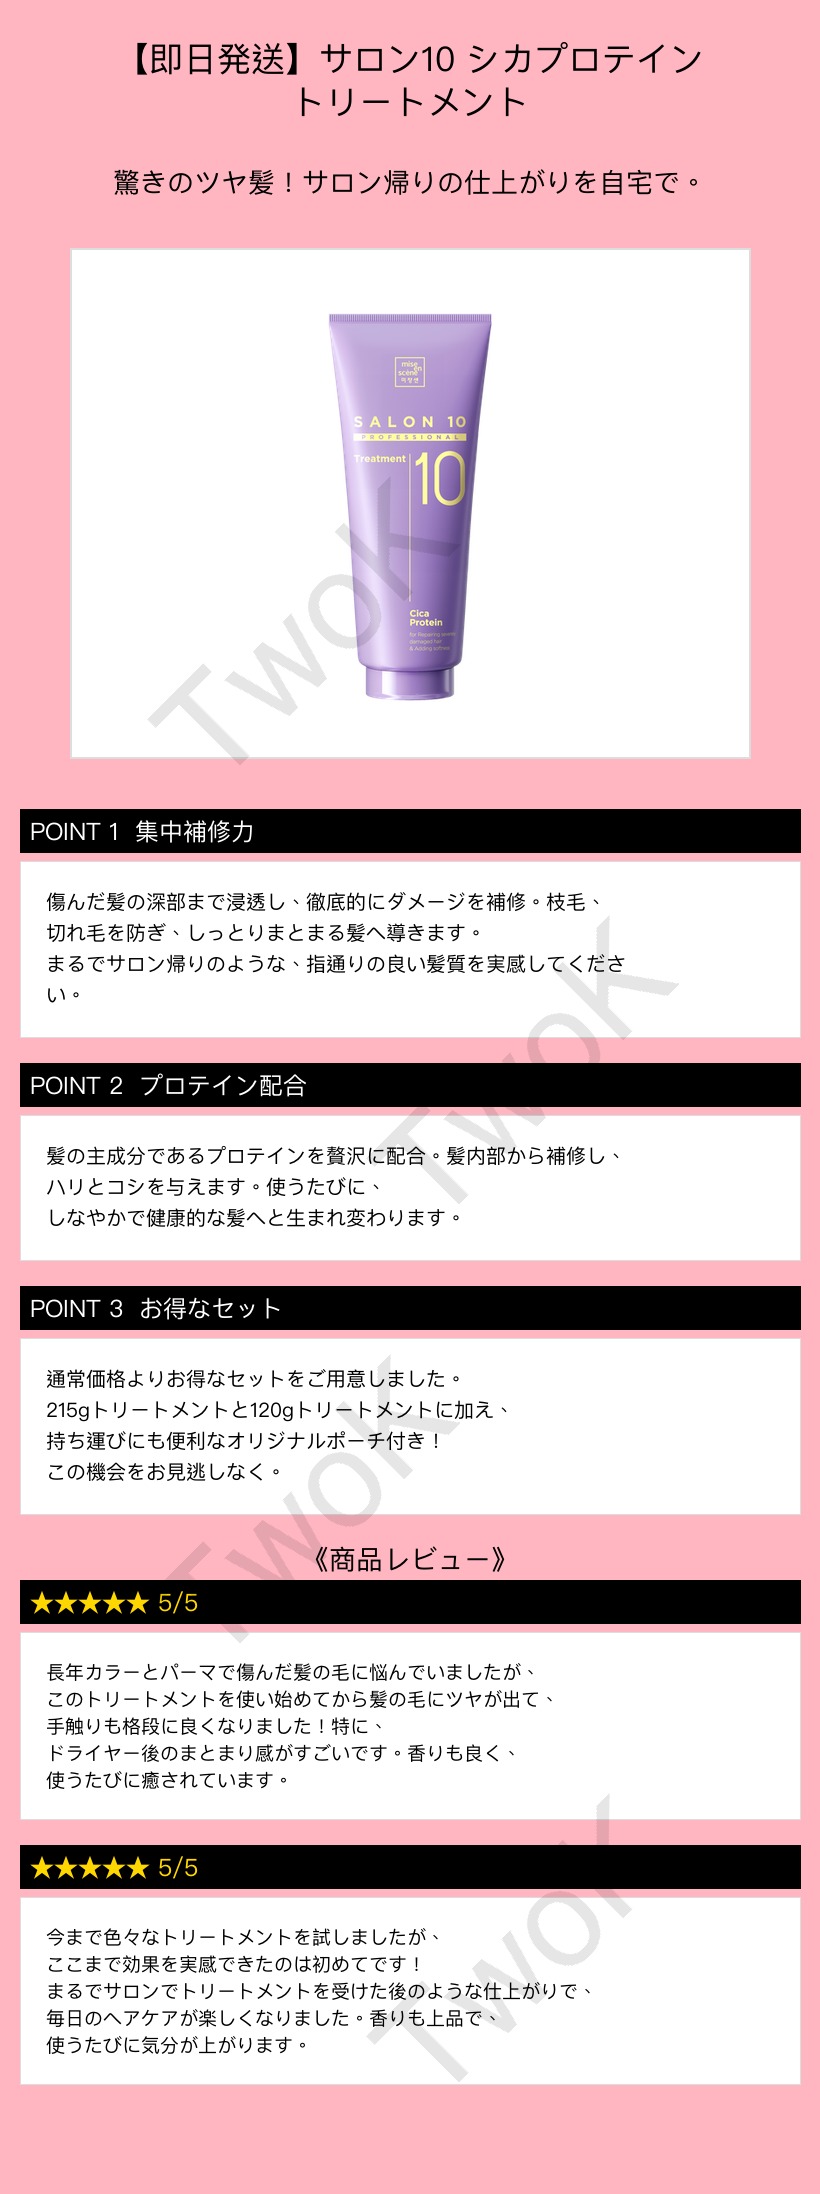 【即日発送】サロン10 シカプロテイン
トリートメント
驚きのツヤ髪！サロン帰りの仕上がりを自宅で。
mise
en
scène
미쟝센
SALON 10
PROFESSIONAL
Treatment
10
Cica
Protein
for Repairing severe
damaged hair
& Adding softness
TwoK
POINT 1 集中補修力
傷んだ髪の深部まで浸透し、徹底的にダメージを補修。枝毛、
切れ毛を防ぎ、しっとりまとまる髪へ導きます。
まるでサロン帰りのような、指通りの良い髪質を実感してくださ
い。
TwoK
POINT 2 プロテイン配合
髪の主成分であるプロテインを贅沢に配合。髪内部から補修し、
ハリとコシを与えます。使うたびに、
しなやかで健康的な髪へと生まれ変わります。
POINT 3 お得なセット
通常価格よりお得なセットをご用意しました。
215gトリートメントと120gトリートメントに加え、
持ち運びにも便利なオリジナルポーチ付き！
この機会をお見逃しなく。
TwoK
《商品レビュー》
★★★★★ 5/5
長年カラーとパーマで傷んだ髪の毛に悩んでいましたが、
このトリートメントを使い始めてから髪の毛にツヤが出て、
手触りも格段に良くなりました！特に、
ドライヤー後のまとまり感がすごいです。香りも良く、
使うたびに癒されています。
★★★★★ 5/5
今まで色々なトリートメントを試しましたが、
ここまで効果を実感できたのは初めてです！
まるでサロンでトリートメントを受けた後のような仕上がりで、
毎日のヘアケアが楽しくなりました。香りも上品で、
使うたびに気分が上がります。
TwoK